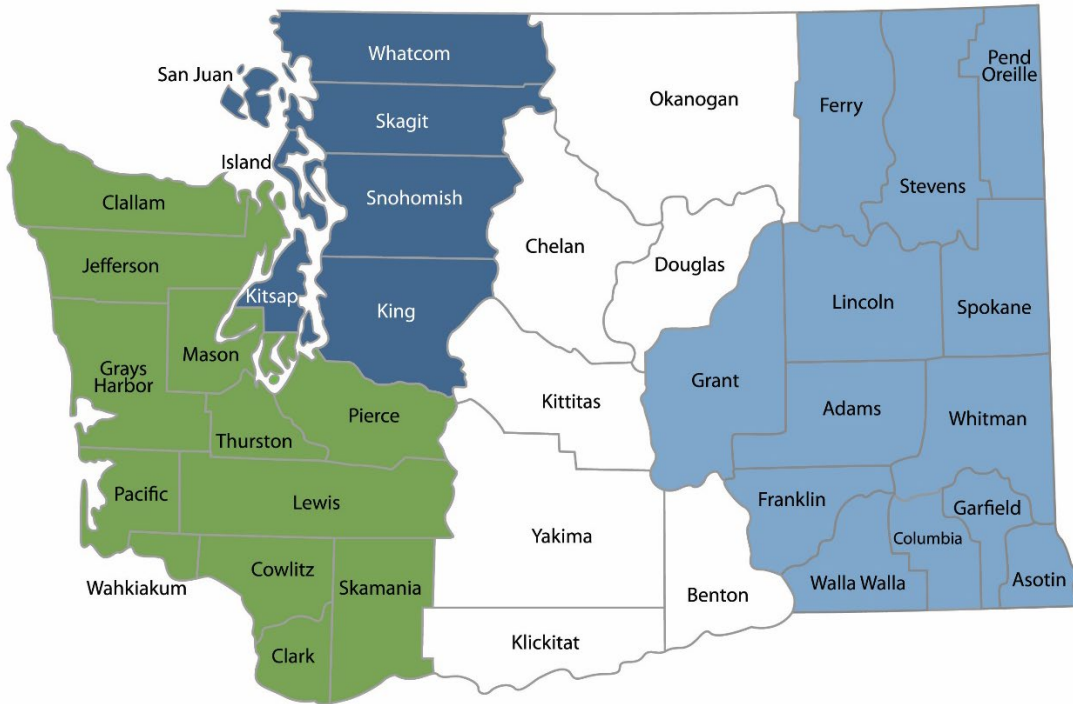 Whatcom
San Juan
Pend
Oreille
Okanogan
Ferry
Skagit
Island
Stevens
Snohomish
Clallam
Chelan
Jefferson
Douglas
Kitsap
King
Lincoln
Spokane
Mason
Grays
Harbor
Grant
Kittitas
Adams
Pierce
Whitman
Thurston
Pacific
Lewis
Franklin
Garfield
Yakima
Columbia
Cowlitz
Wahkiakum
Skamania
Walla Walla
Asotin
Benton
Klickitat
Clark